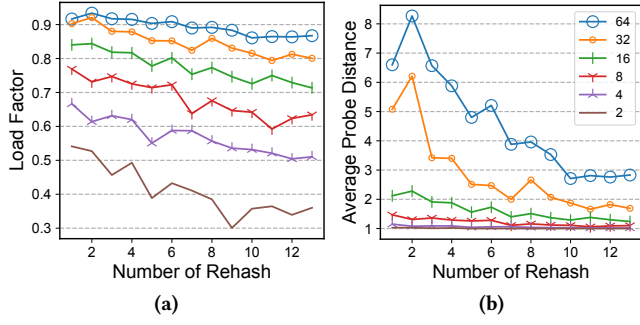 0.9
0.8
0.7
0.6
0.5
0.4
0.3
Load Factor
2 4 6 8 10 12
Number of Rehash
(a)
8
7
6
5
4
3
2
1
Average Probe Distance
2 4 6 8 10 12
Number of Rehash
64
32
16
8
4
2
(b)